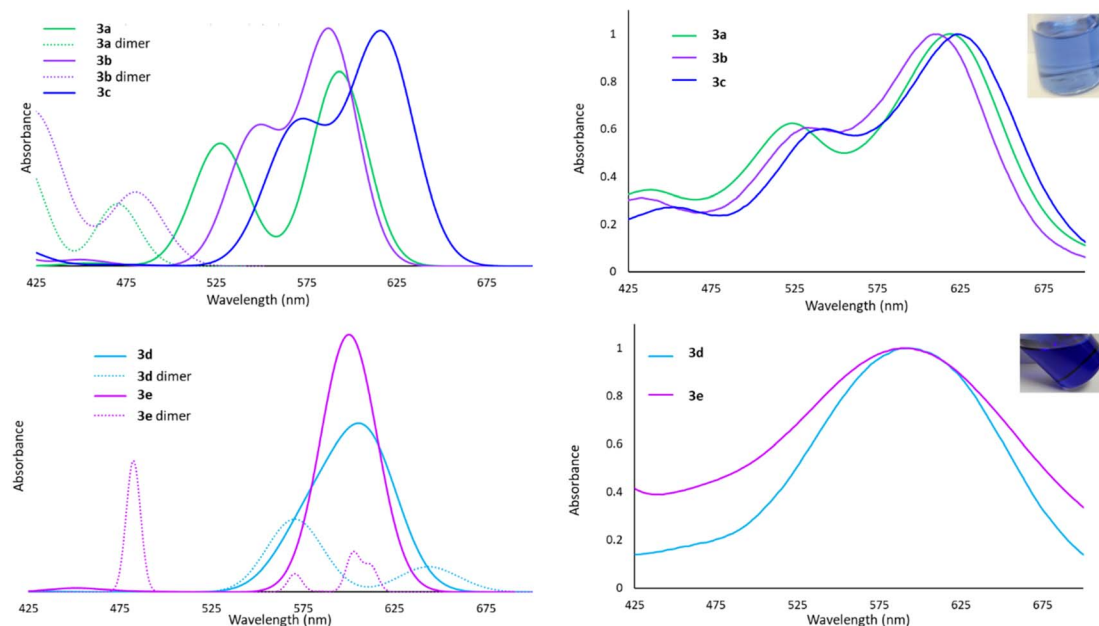 3a
3a dimer
3b
3b dimer
3c
Absorbance
425 475 525 575 625 675
Wavelength (nm)
3a
3b
3c
1
0.8
0.6
0.4
0.2
0
Absorbance
425 475 525 575 625 675
Wavelength (nm)
3d
3d dimer
3e
3e dimer
Absorbance
425 475 525 575 625 675
Wavelength (nm)
3d
3e
1
0.8
0.6
0.4
0.2
0
Absorbance
425 475 525 575 625 675
Wavelength (nm)